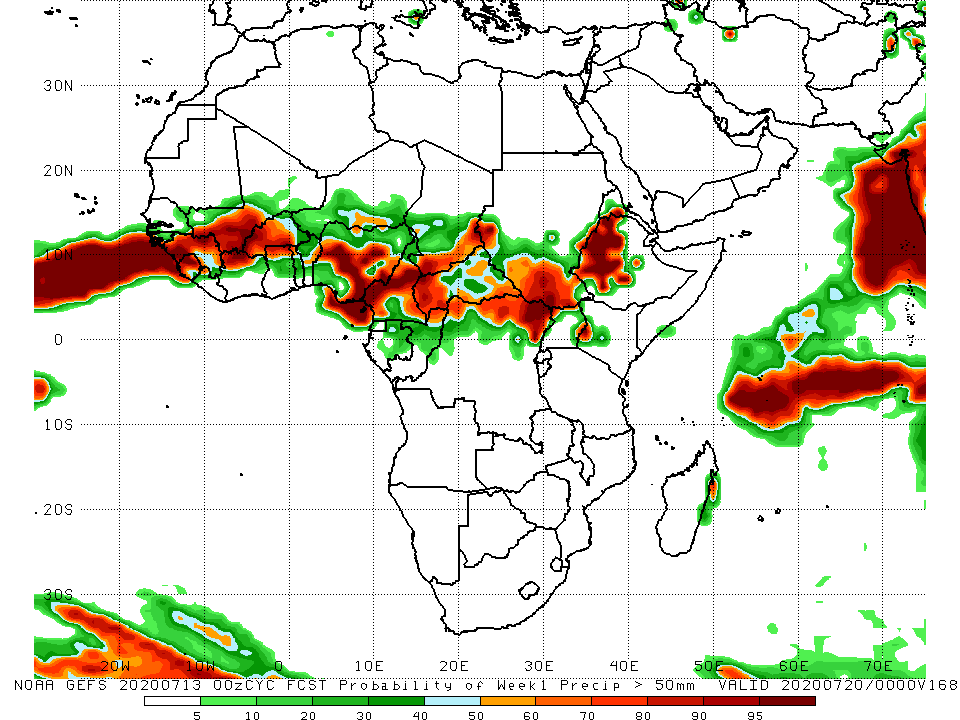 30N
20N
10N
0
10S
20S
30S
20W 10W 0 10E 20E 30E 40E 50E 60E 70E
NOAA GEFS 20200713 00zCYC FCST Probability of Week1 Precip > 50mm VALID 20200720/0000V168
5 10 20 30 40 50 60 70 80 90 95